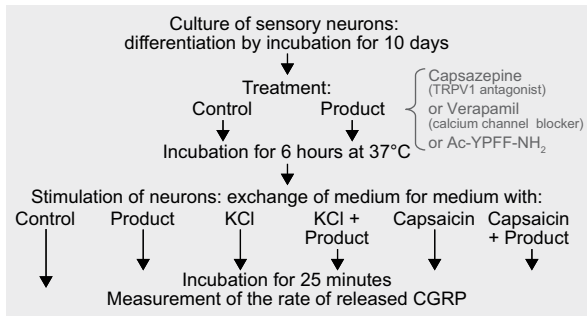 Culture of sensory neurons:
differentiation by incubation for 10 days
Treatment:
Control Product
Capsazepine
(TRPV1 antagonist)
or Verapamil
(calcium channel blocker)
or Ac-YPFF-NH₂
Incubation for 6 hours at 37°C
Stimulation of neurons: exchange of medium for medium with:
Control Product KCl KCl + Product Capsaicin Capsaicin + Product
Incubation for 25 minutes
Measurement of the rate of released CGRP